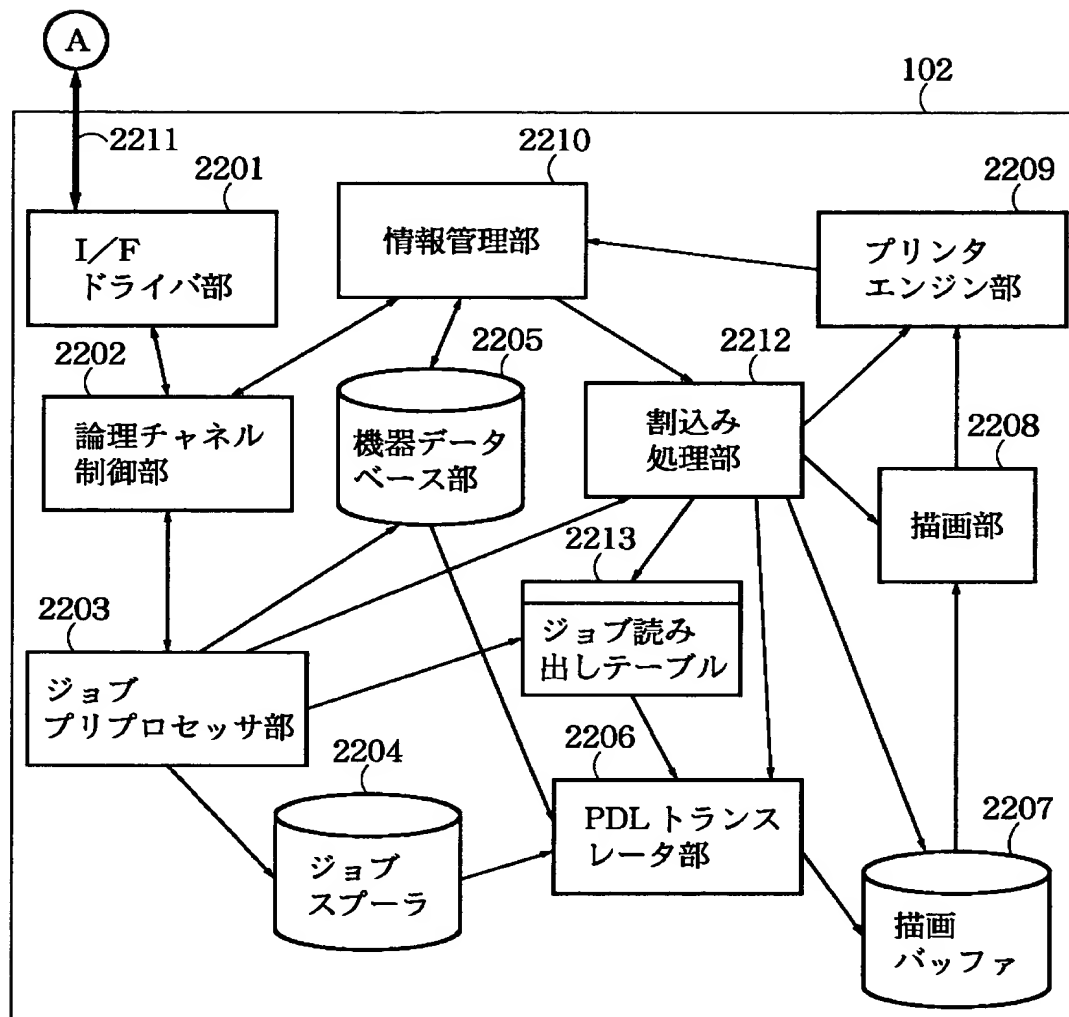 A
102
2211
2201
I/F
ドライバ部
2210
情報管理部
2209
プリンタ
エンジン部
2202
論理チャネル
制御部
2205
機器データ
ベース部
2212
割込み
処理部
2208
描画部
2213
ジョブ読み
出しテーブル
2203
ジョブ
プリプロセッサ部
2204
ジョブ
スプーラ
2206
PDLトランス
レータ部
2207
描画
バッファ